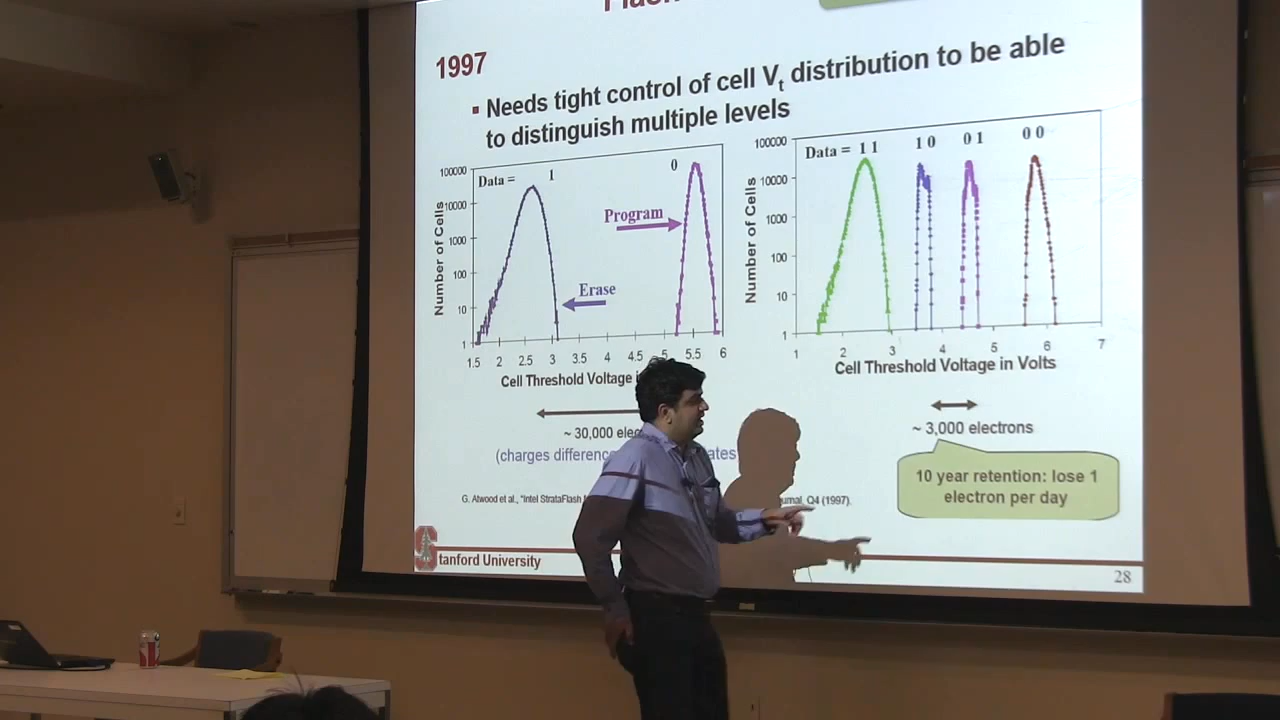 1997
▪ Needs tight control of cell Vt distribution to be able
to distinguish multiple levels
100000
10000
1000
100
10
1
Number of Cells
Data =
1
0
Program
Erase
1.5 2 2.5 3 3.5 4 4.5 5 5.5 6
Cell Threshold Voltage
~ 30,000
(charges
G. Atwood et al., "Intel StrataFlash
Q4 (1997).
100000
10000
1000
100
10
1
Number of Cells
Data = 1 1
1 0
0 1
0 0
1 2 3 4 5 6 7
Cell Threshold Voltage in Volts
~ 3,000 electrons
10 year retention: lose 1
electron per day
Stanford University
28